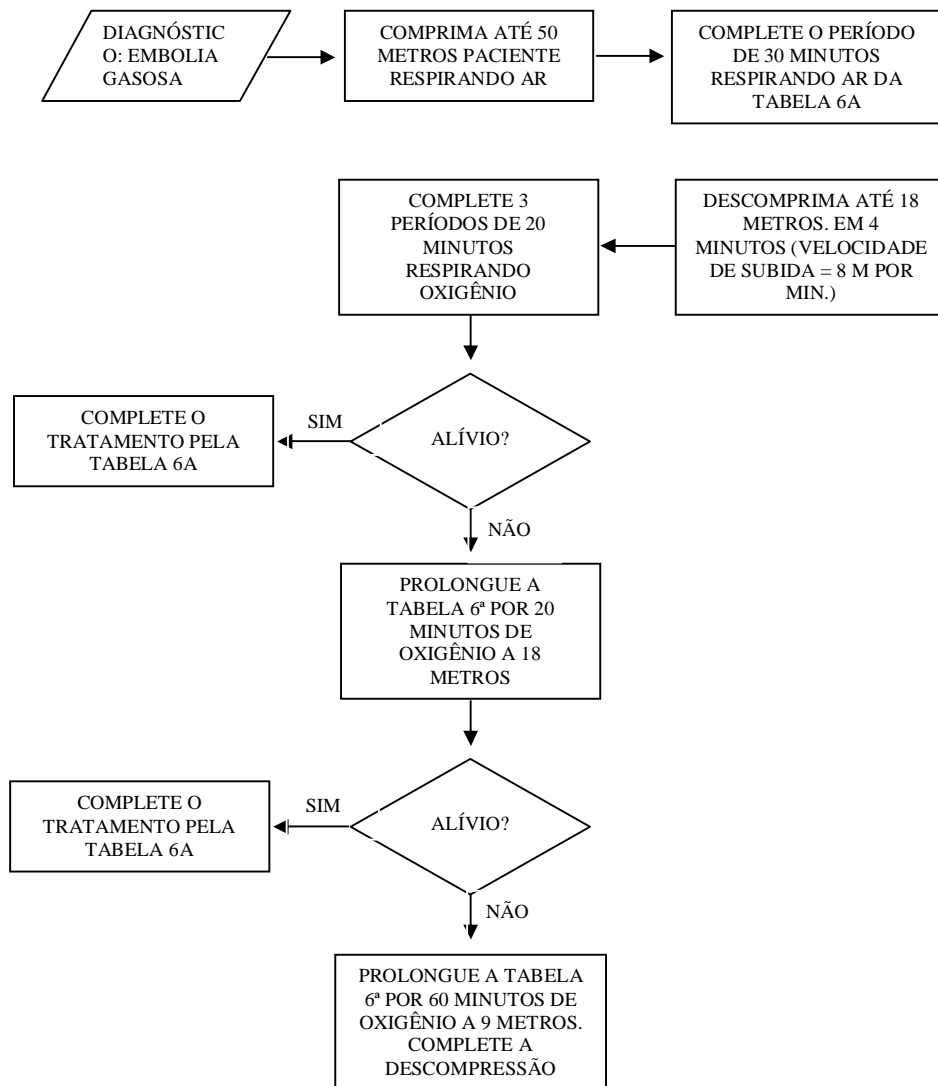 DIAGNÓSTIC
O: EMBOLIA
GASOSA
COMPRIMA ATÉ 50
METROS PACIENTE
RESPIRANDO AR
COMPLETE O PERÍODO
DE 30 MINUTOS
RESPIRANDO AR DA
TABELA 6A
DESCOMPRIMA ATÉ 18
METROS. EM 4
MINUTOS (VELOCIDADE
DE SUBIDA = 8 M POR
MIN.)
COMPLETE 3
PERÍODOS DE 20
MINUTOS
RESPIRANDO
OXIGÊNIO
ALÍVIO?
SIM
COMPLETE O
TRATAMENTO PELA
TABELA 6A
NÃO
PROLONGUE A
TABELA 6ª POR 20
MINUTOS DE
OXIGÊNIO A 18
METROS
ALÍVIO?
SIM
COMPLETE O
TRATAMENTO PELA
TABELA 6A
NÃO
PROLONGUE A TABELA
6ª POR 60 MINUTOS DE
OXIGÊNIO A 9 METROS.
COMPLETE A
DESCOMPRESSÃO